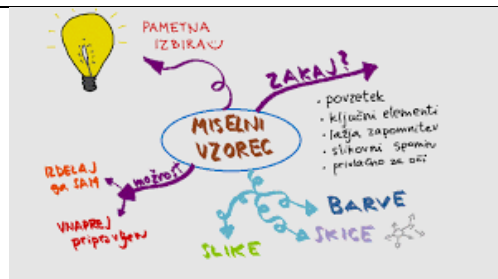 PAMETNA
IZBIRA
ZAKAJ?
• povzetek
• ključni elementi
• lažja zapomnitev
• slikovni spomin
• privlačno za oči
MISELNI
VZOREC
možnosti
IZDELAJ
ga SAM
VNAPREJ
pripravljen
BARVE
SKICE
SLIKE